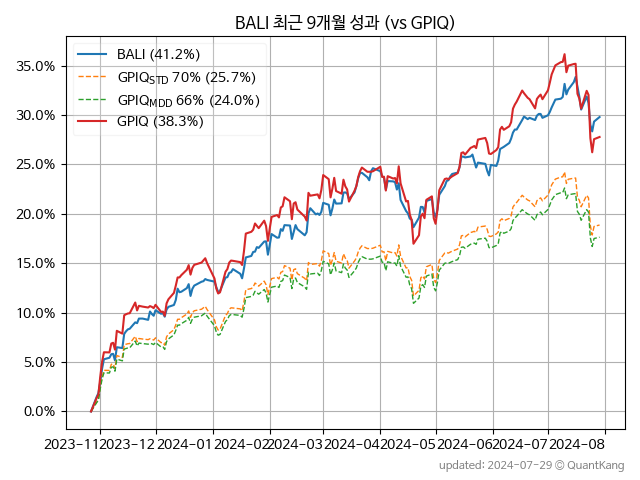 BALI 최근 9개월 성과 (vs GPIQ)
BALI (41.2%)
GPIQSTD 70% (25.7%)
GPIQMDD 66% (24.0%)
GPIQ (38.3%)
35.0%
30.0%
25.0%
20.0%
15.0%
10.0%
5.0%
0.0%
2023-11 2023-12 2024-01 2024-02 2024-03 2024-04 2024-05 2024-06 2024-07 2024-08
updated: 2024-07-29 © QuantKang